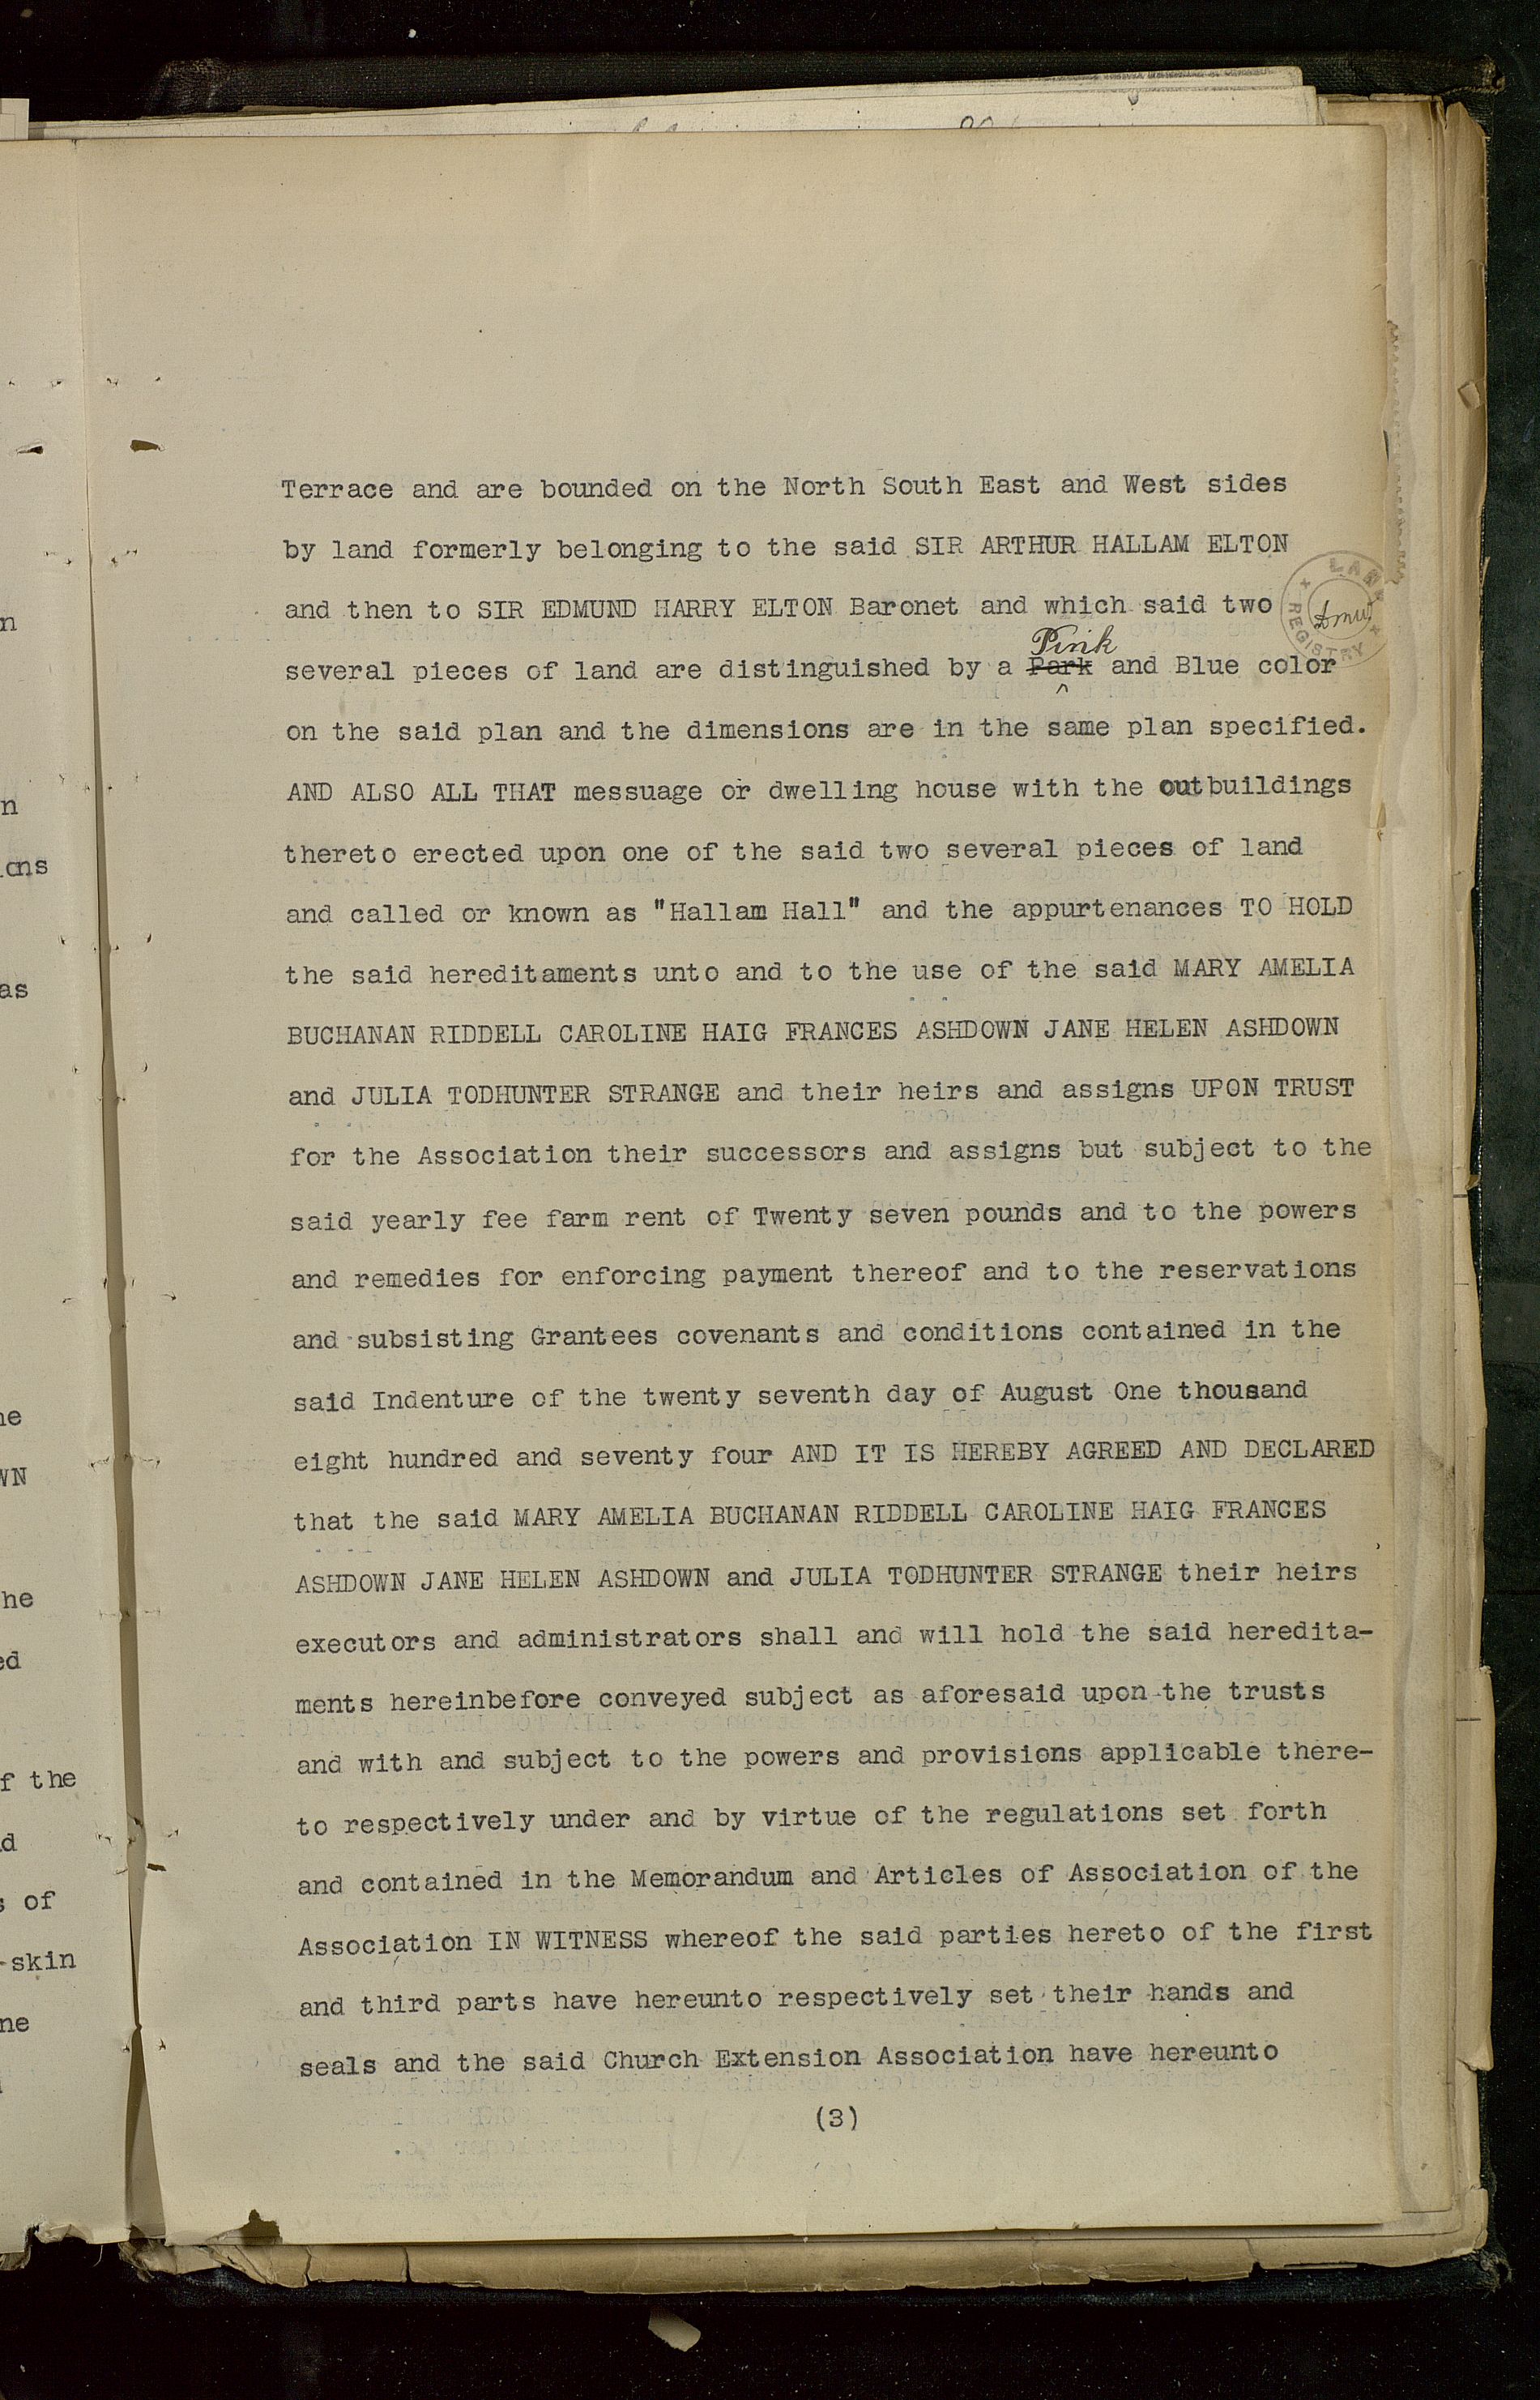 Terrace and are bounded on the North South East and West sides
by land formerly belonging to the said SIR ARTHUR HALLAM ELTON
and then to SIR EDMUND HARRY ELTON Baronet and which said two
Pink
several pieces of land are distinguished by a Park and Blue color
on the said plan and the dimensions are in the same plan specified.
AND ALSO ALL THAT messuage or dwelling house with the outbuildings
thereto erected upon one of the said two several pieces of land
and called or known as "Hallam Hall" and the appurtenances TO HOLD
the said hereditaments unto and to the use of the said MARY AMELIA
BUCHANAN RIDDELL CAROLINE HAIG FRANCES ASHDOWN JANE HELEN ASHDOWN
and JULIA TODHUNTER STRANGE and their heirs and assigns UPON TRUST
for the Association their successors and assigns but subject to the
said yearly fee farm rent of Twenty seven pounds and to the powers
and remedies for enforcing payment thereof and to the reservations
and subsisting Grantees covenants and conditions contained in the
said Indenture of the twenty seventh day of August One thousand
eight hundred and seventy four AND IT IS HEREBY AGREED AND DECLARED
that the said MARY AMELIA BUCHANAN RIDDELL CAROLINE HAIG FRANCES
ASHDOWN JANE HELEN ASHDOWN and JULIA TODHUNTER STRANGE their heirs
executors and administrators shall and will hold the said heredita-
ments hereinbefore conveyed subject as aforesaid upon the trusts
and with and subject to the powers and provisions applicable there-
to respectively under and by virtue of the regulations set forth
and contained in the Memorandum and Articles of Association of the
Association IN WITNESS whereof the said parties hereto of the first
and third parts have hereunto respectively set their hands and
seals and the said Church Extension Association have hereunto
(3)
REGISTRY
as
he
f the
of
skin